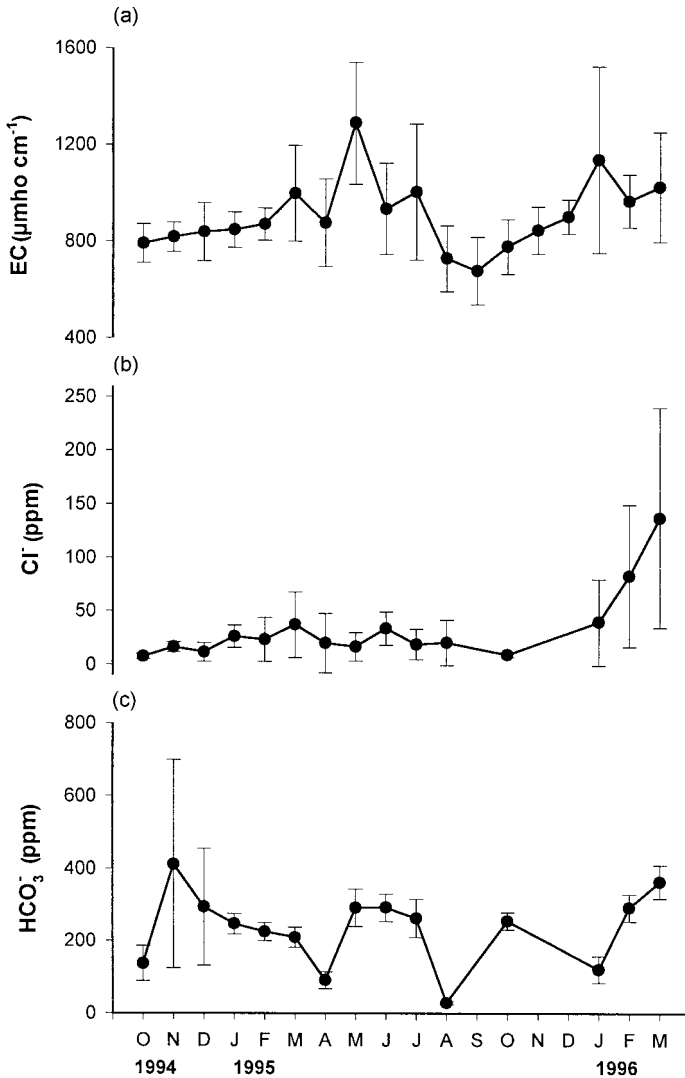 (a)
1600
1200
800
400
EC (µmho cm⁻¹)
(b)
250
200
150
100
50
0
Cl⁻ (ppm)
(c)
800
600
400
200
0
HCO₃⁻ (ppm)
O N D J F M A M J J A S O N D J F M
1994 1995 1996